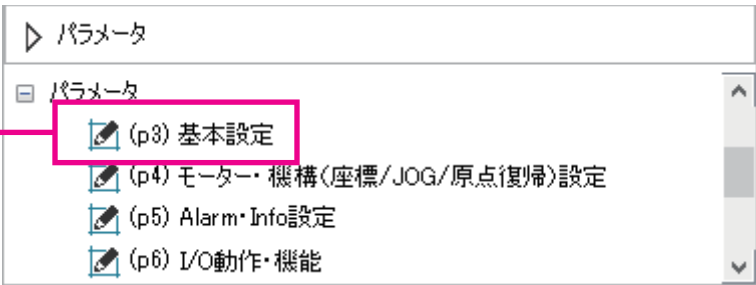 パラメータ
パラメータ
(p3) 基本設定
(p4) モーター・機構(座標/JOG/原点復帰)設定
(p5) Alarm・Info設定
(p6) I/O動作・機能